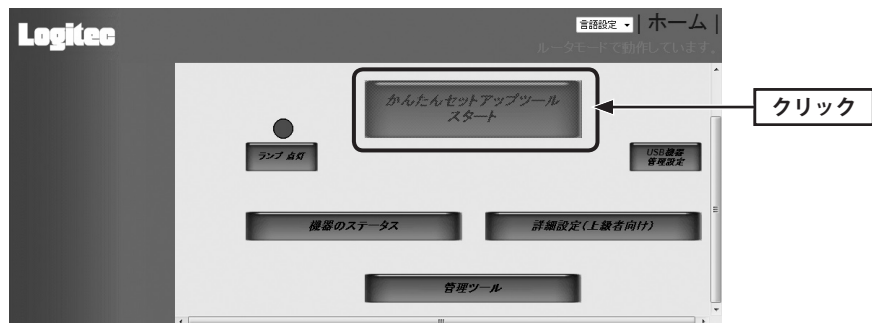 Logitec
言語設定
| ホーム |
ルータモードで動作しています。
かんたんセットアップツール
スタート
クリック
ランプ 点灯
USB機器
管理設定
機器のステータス
詳細設定(上級者向け)
管理ツール